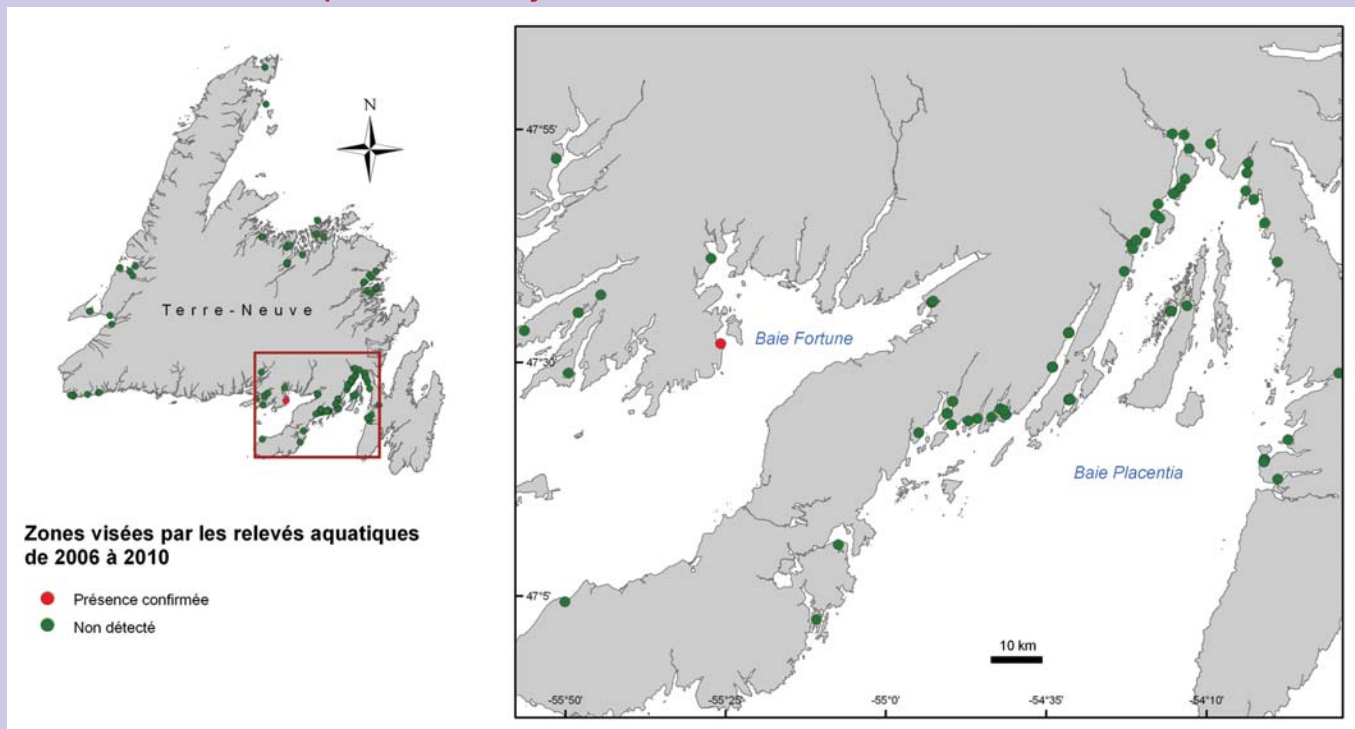 N
Terre-Neuve
Zones visées par les relevés aquatiques
de 2006 à 2010
Présence confirmée
Non détecté
47°55'
47°30'
47°5'
Baie Fortune
Baie Placentia
10 km
-55°50'
-55°25'
-55°0'
-54°35'
-54°10'